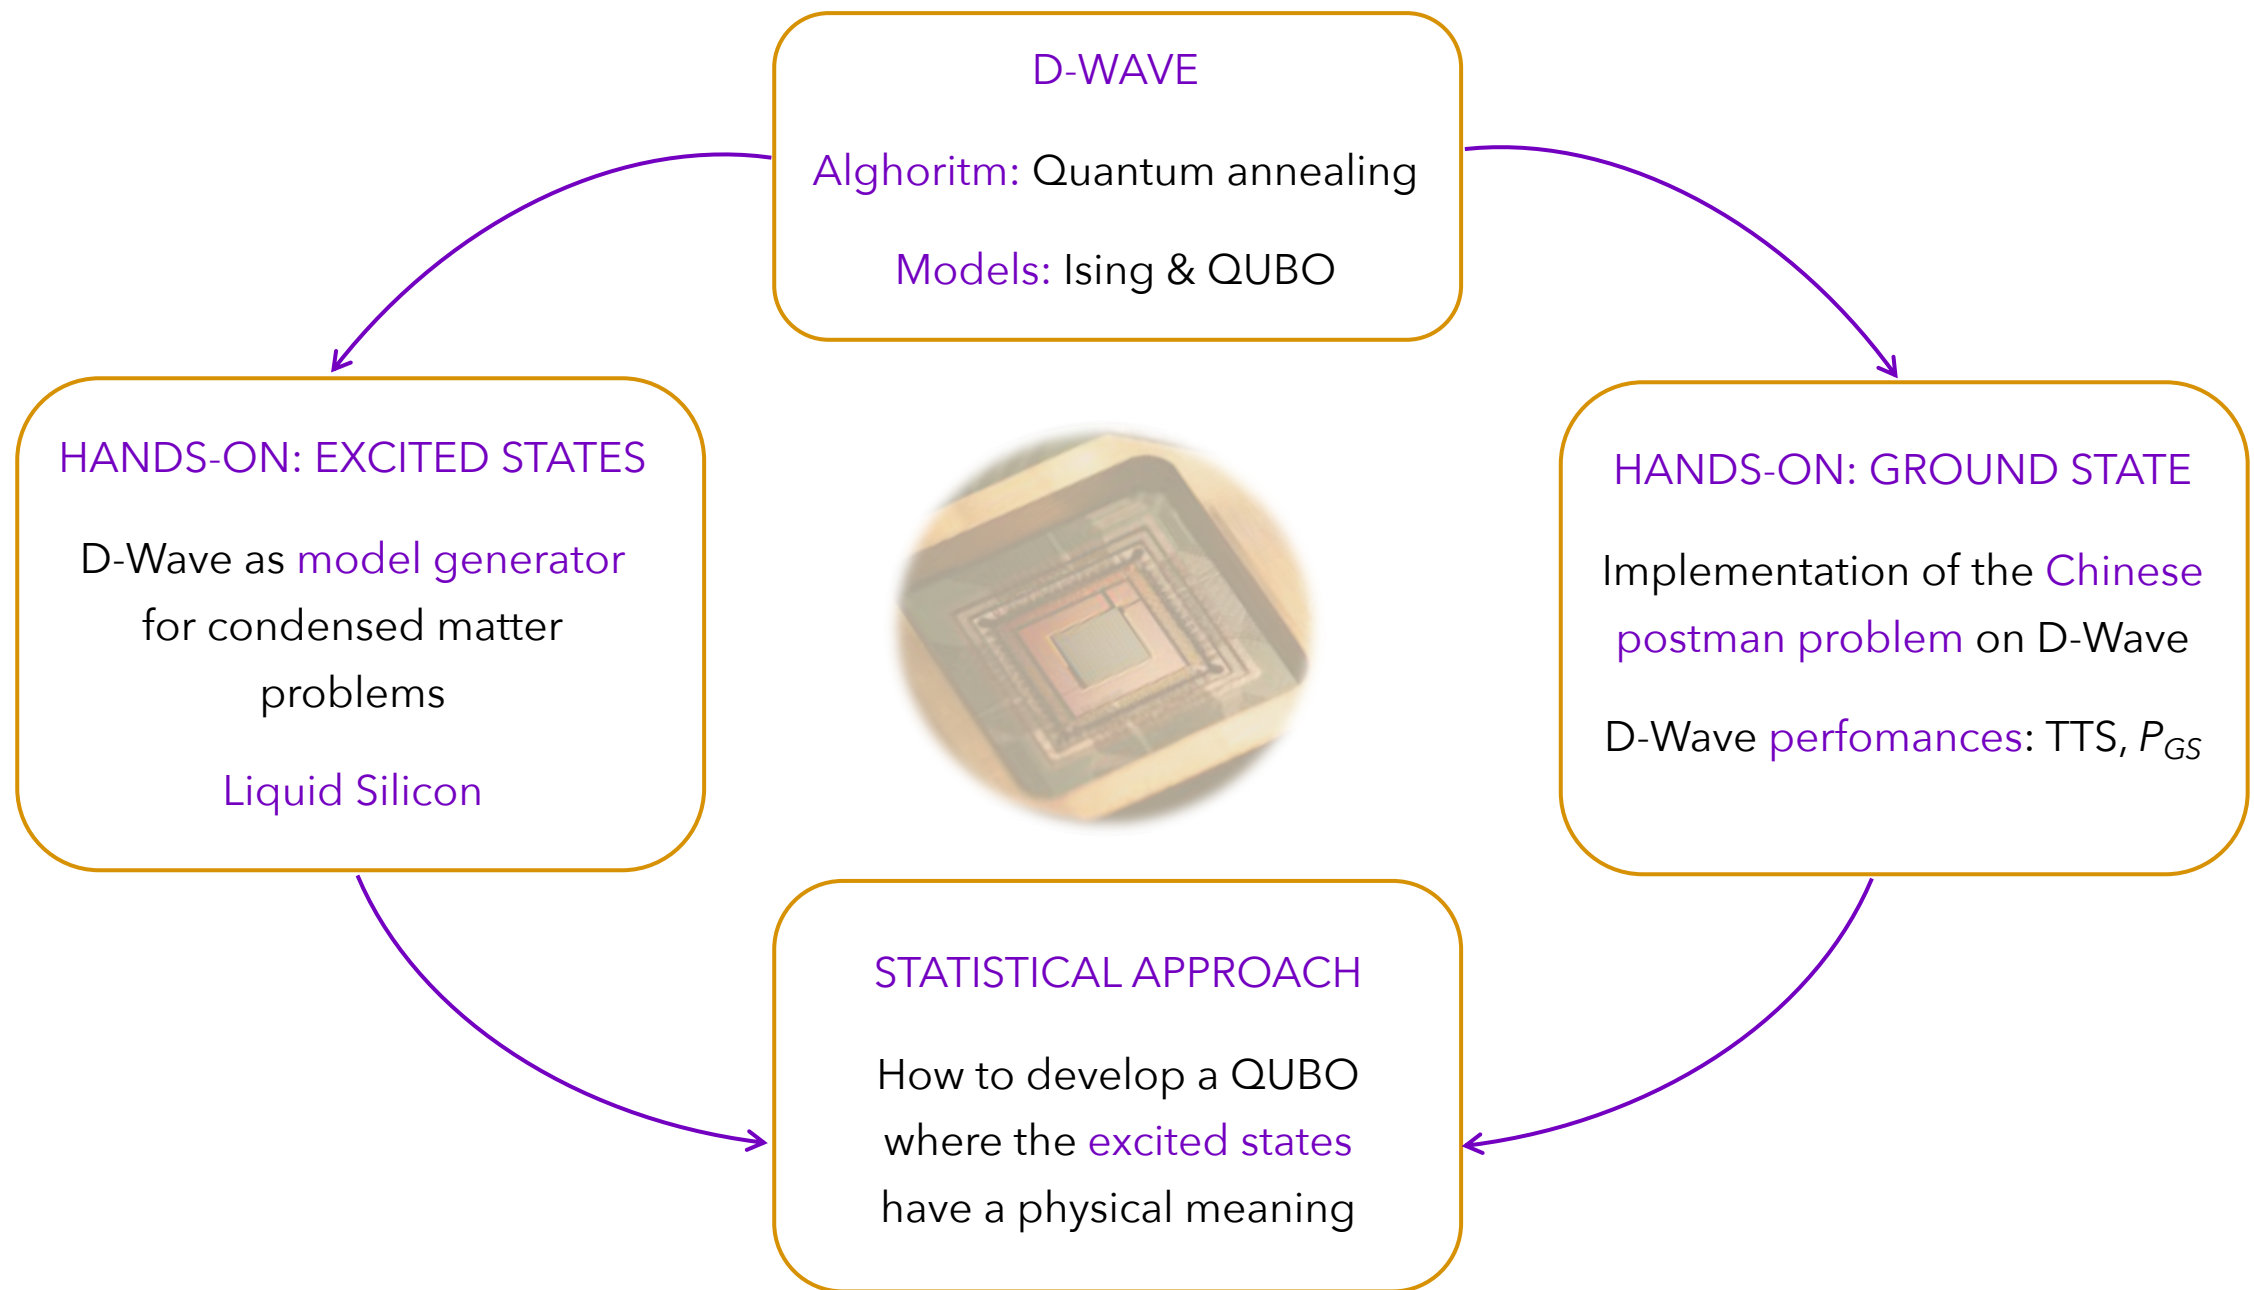 D-WAVE
Alghoritm: Quantum annealing
Models: Ising & QUBO
HANDS-ON: EXCITED STATES
D-Wave as model generator
for condensed matter
problems
Liquid Silicon
HANDS-ON: GROUND STATE
Implementation of the Chinese
postman problem on D-Wave
D-Wave perfomances: TTS, P_GS
STATISTICAL APPROACH
How to develop a QUBO
where the excited states
have a physical meaning